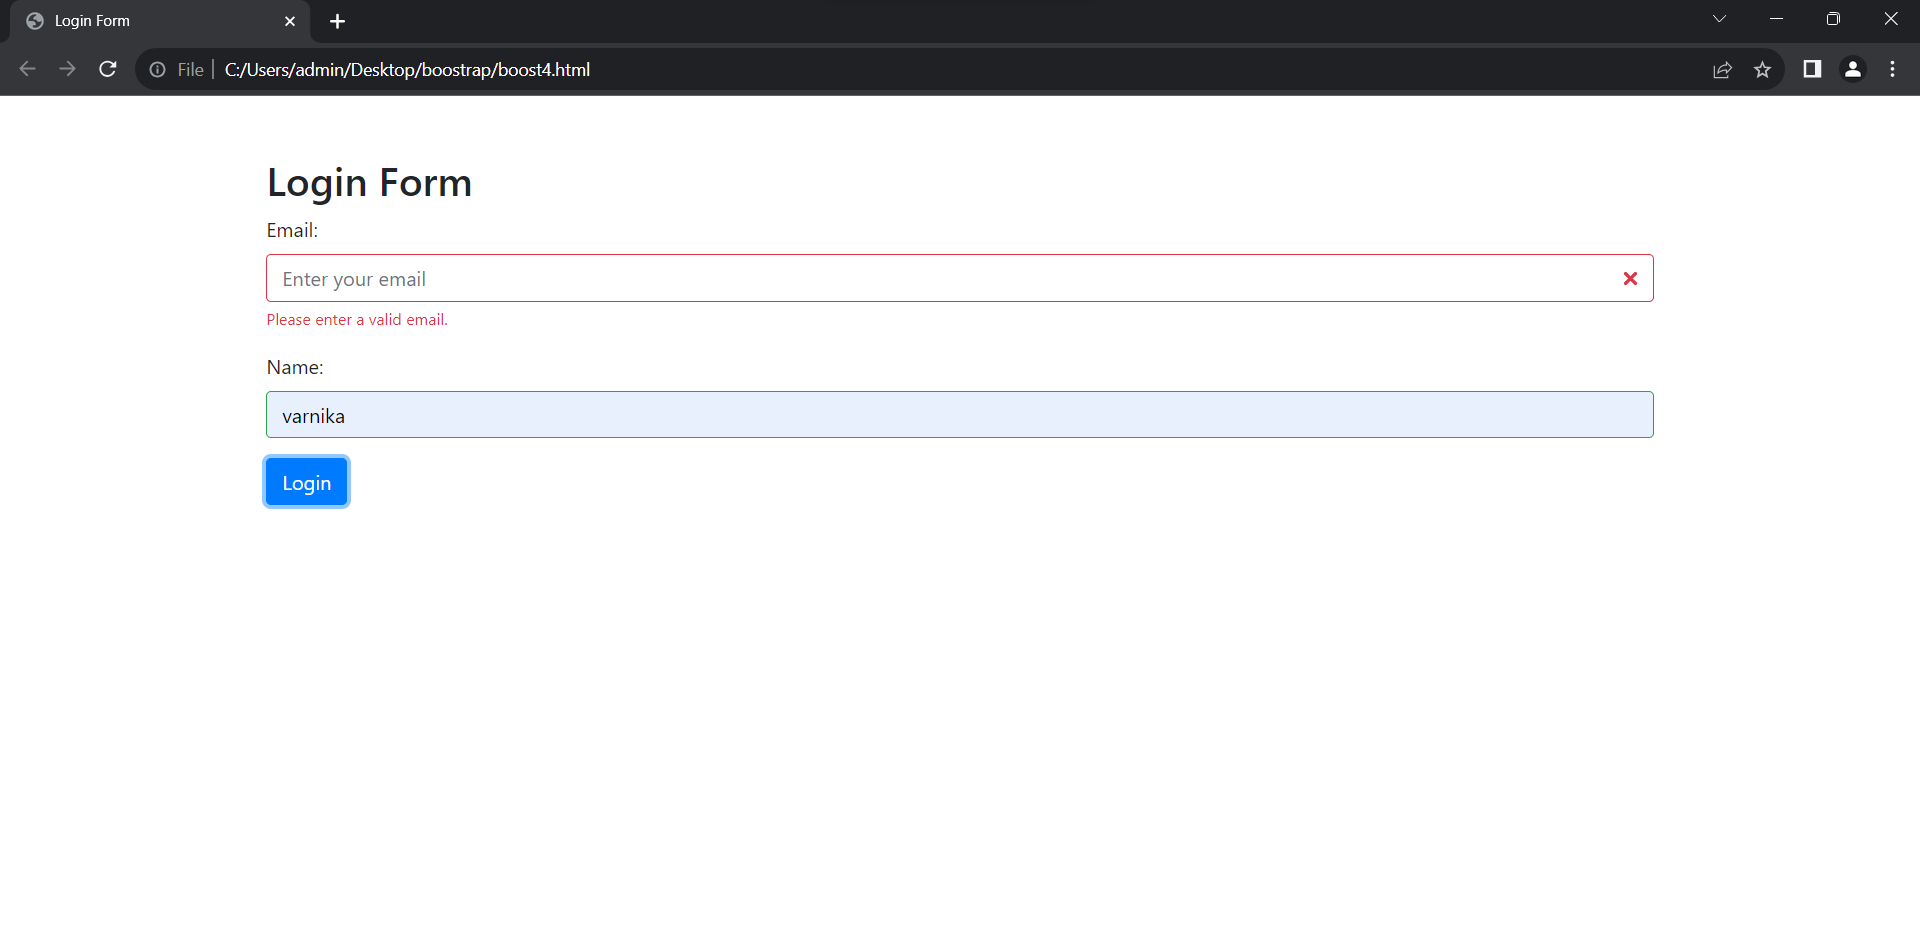 Login Form
File
C:/Users/admin/Desktop/boostrap/boost4.html
Login Form
Email:
Enter your email
Please enter a valid email.
Name:
varnika
Login